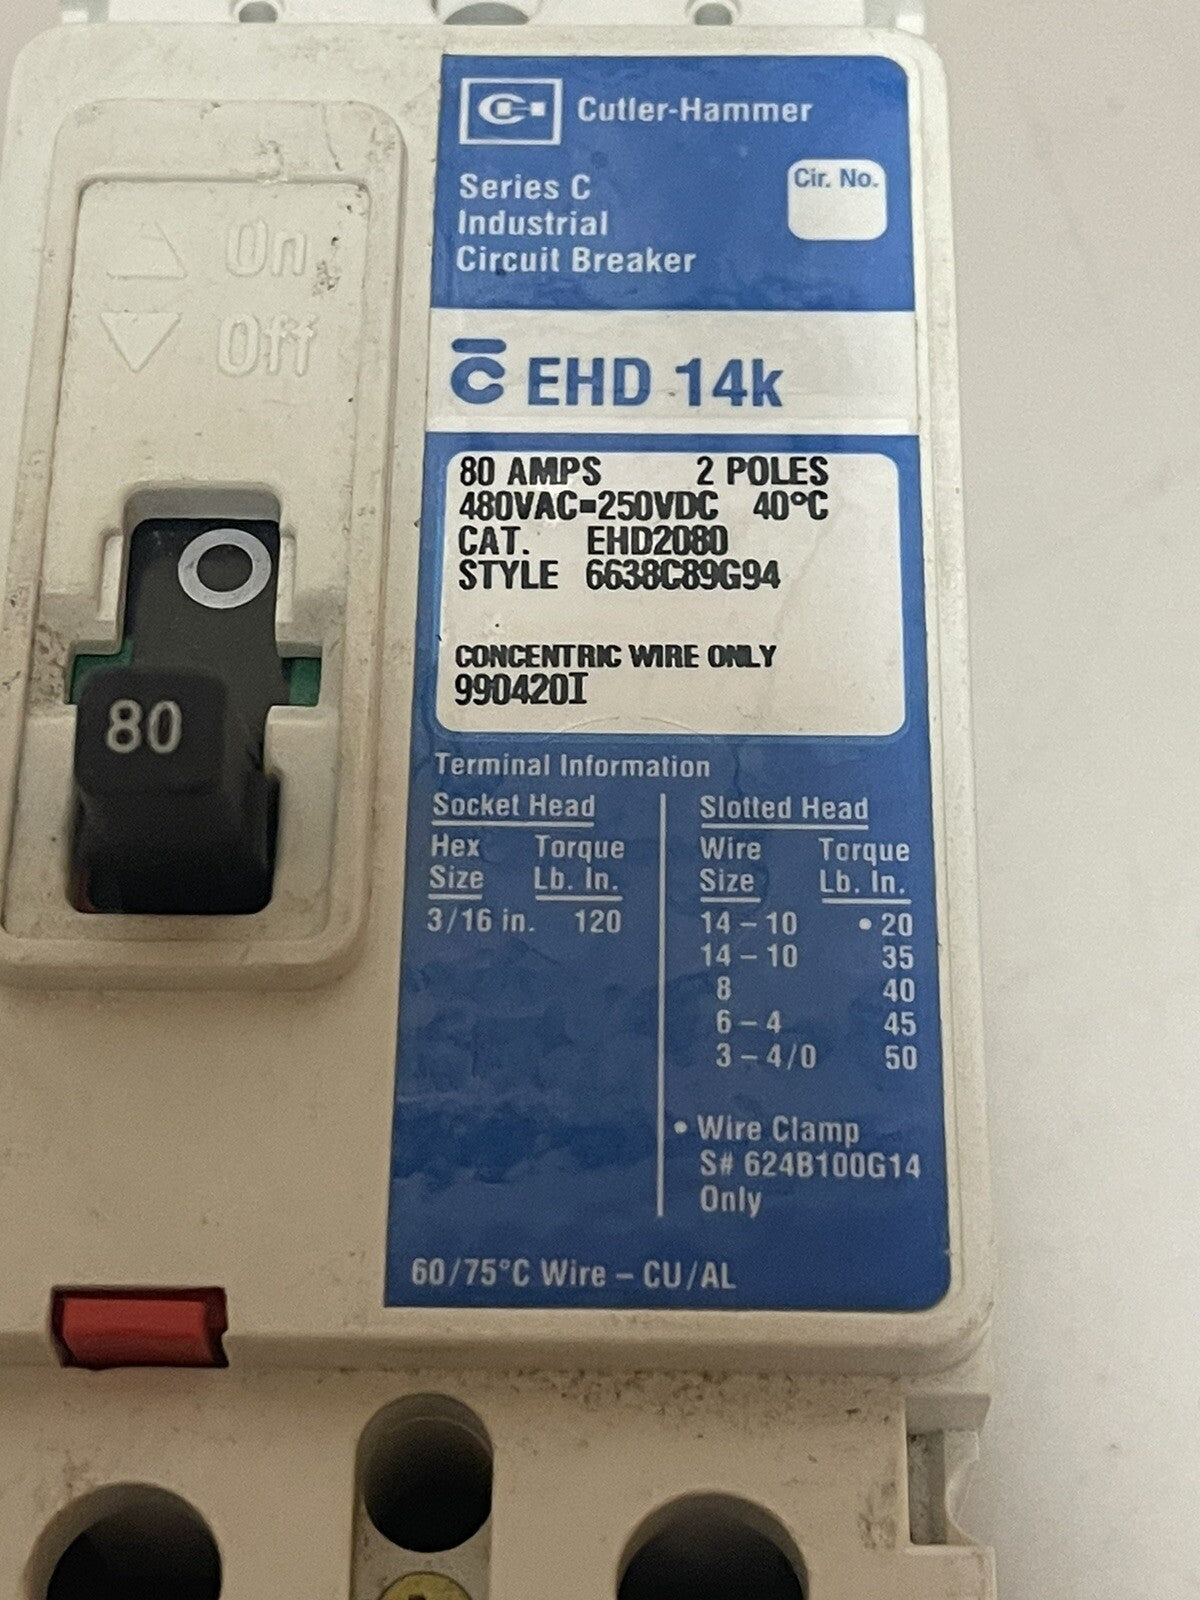 On
Off
80
Cutler-Hammer
Series C
Industrial
Circuit Breaker
Cir. No.
C EHD 14k
80 AMPS 2 POLES
480VAC=250VDC 40°C
CAT. EHD2080
STYLE 6638C89G94
CONCENTRIC WIRE ONLY
990420I
Terminal Information
Socket Head
Hex Torque
Size Lb. In.
3/16 in. 120
Slotted Head
Wire Torque
Size Lb. In.
14 – 10 • 20
14 – 10 35
8 40
6 – 4 45
3 – 4/0 50
• Wire Clamp
S# 624B100G14
Only
60/75°C Wire – CU/AL